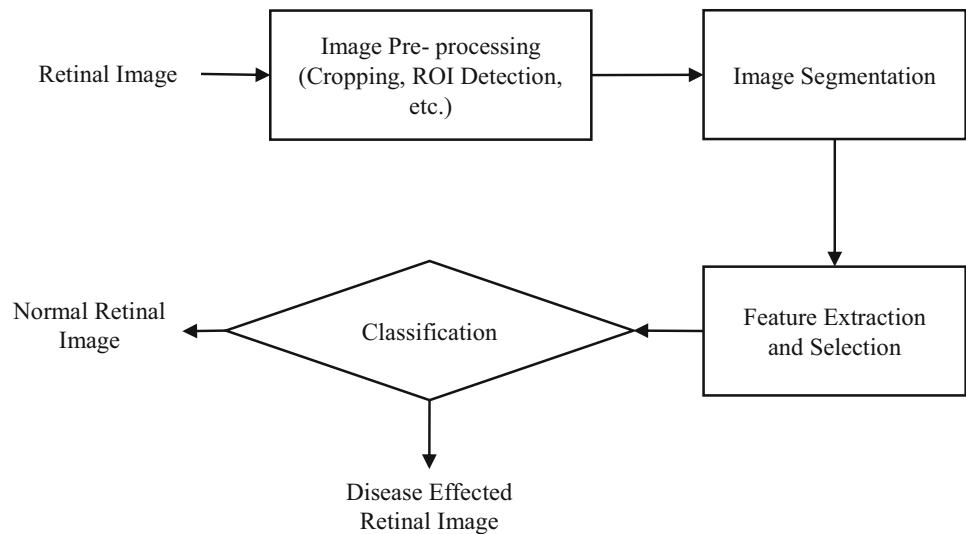 Retinal Image
Image Pre- processing
(Cropping, ROI Detection,
etc.)
Image Segmentation
Feature Extraction
and Selection
Classification
Normal Retinal
Image
Disease Effected
Retinal Image